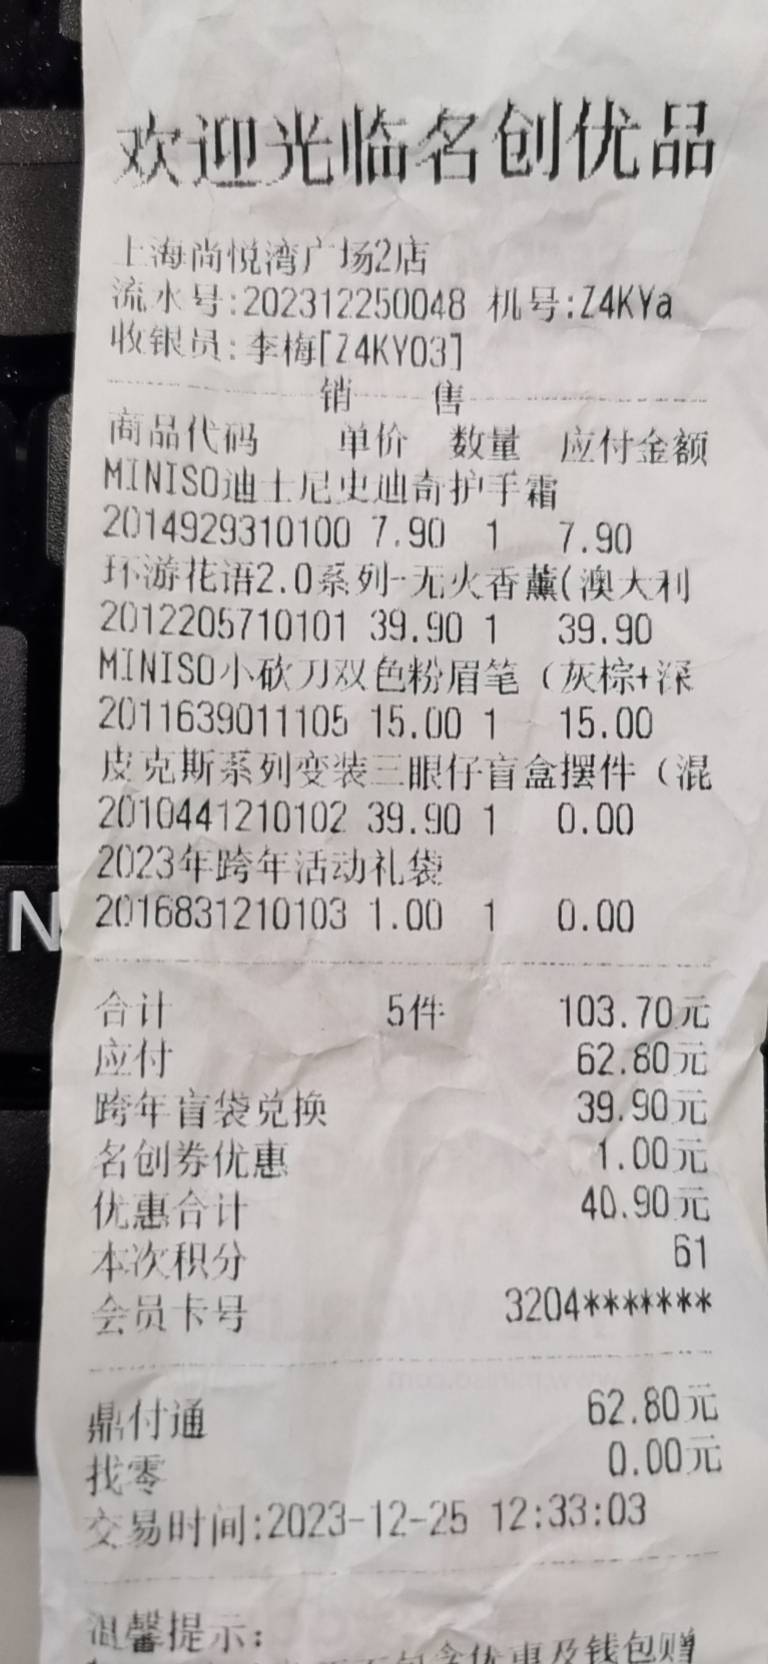 欢迎光临名创优品
上海尚悦湾广场2店
流水号:202312250048 机号:Z4KYa
收银员:李梅[Z4KY03]
销 售
商品代码 单价 数量 应付金额
MINISO迪士尼史迪奇护手霜
2014929310100 7.90 1 7.90
环游花语2.0系列-无火香薰(澳大利
2012205710101 39.90 1 39.90
MINISO小砍刀双色粉眉笔（灰棕+深
2011639011105 15.00 1 15.00
皮克斯系列变装三眼仔盲盒摆件（混
2010441210102 39.90 1 0.00
2023年跨年活动礼袋
2016831210103 1.00 1 0.00
合计 5件 103.70元
应付 62.80元
跨年盲袋兑换 39.90元
名创券优惠 1.00元
优惠合计 40.90元
本次积分 61
会员卡号 3204*******
鼎付通 62.80元
找零 0.00元
交易时间:2023-12-25 12:33:03
温馨提示:
包含优惠及钱包赠
N